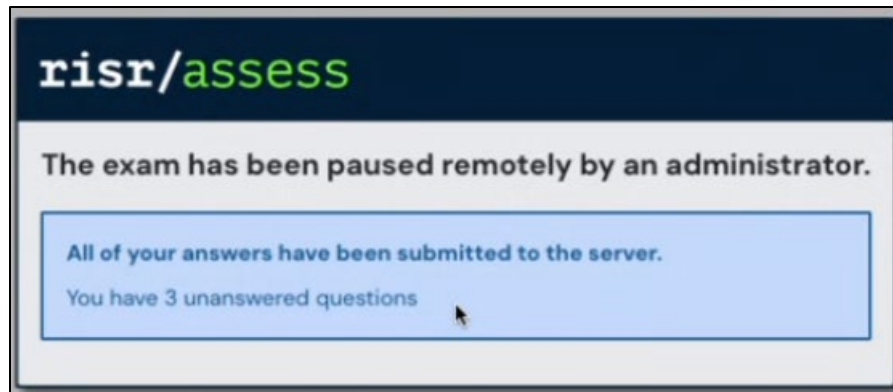 risr/assess
The exam has been paused remotely by an administrator.
All of your answers have been submitted to the server.
You have 3 unanswered questions